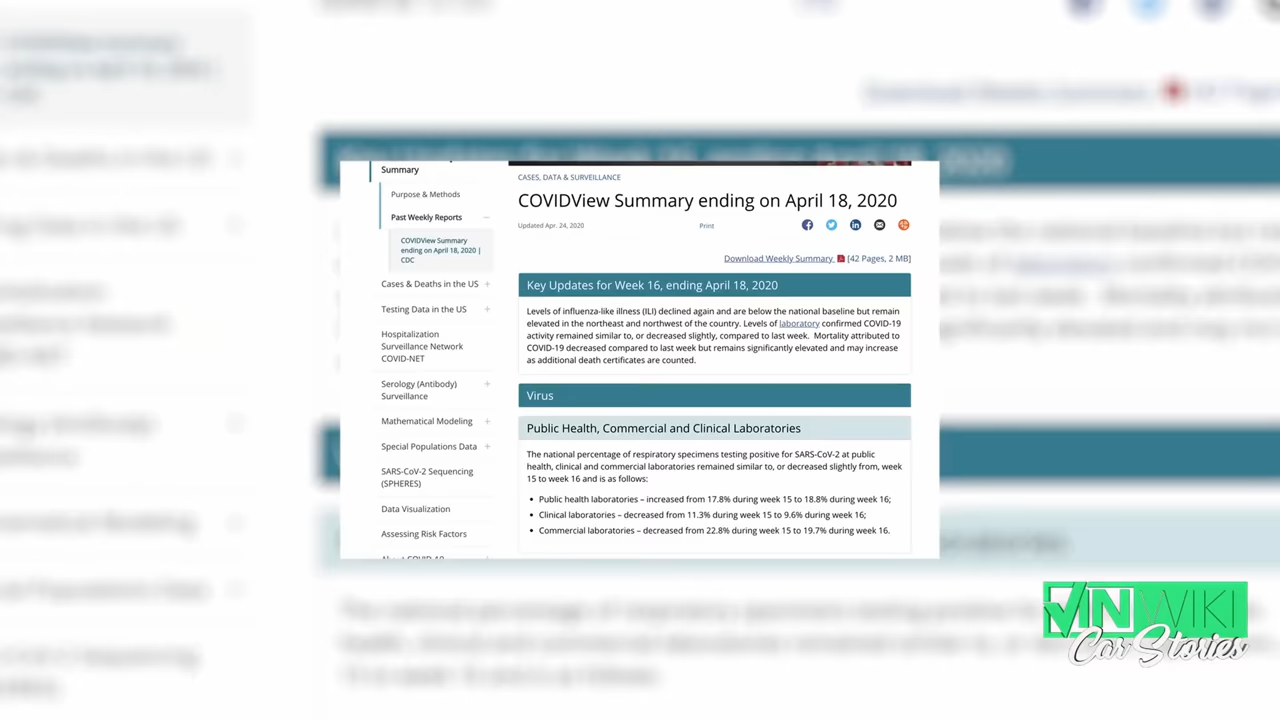 Summary
Purpose & Methods
Past Weekly Reports
COVIDView Summary
ending on April 18, 2020 |
CDC
Cases & Deaths in the US
Testing Data in the US
Hospitalization
Surveillance Network
COVID-NET
Serology (Antibody)
Surveillance
Mathematical Modeling
Special Populations Data
SARS-CoV-2 Sequencing
(SPHERES)
Data Visualization
Assessing Risk Factors
CASES, DATA & SURVEILLANCE
COVIDView Summary ending on April 18, 2020
Updated Apr. 24, 2020
Print
Download Weekly Summary [42 Pages, 2 MB]
Key Updates for Week 16, ending April 18, 2020
Levels of influenza-like illness (ILI) declined again and are below the national baseline but remain
elevated in the northeast and northwest of the country. Levels of laboratory confirmed COVID-19
activity remained similar to, or decreased slightly, compared to last week. Mortality attributed to
COVID-19 decreased compared to last week but remains significantly elevated and may increase
as additional death certificates are counted.
Virus
Public Health, Commercial and Clinical Laboratories
The national percentage of respiratory specimens testing positive for SARS-CoV-2 at public
health, clinical and commercial laboratories remained similar to, or decreased slightly from, week
15 to week 16 and is as follows:
• Public health laboratories – increased from 17.8% during week 15 to 18.8% during week 16;
• Clinical laboratories – decreased from 11.3% during week 15 to 9.6% during week 16;
• Commercial laboratories – decreased from 22.8% during week 15 to 19.7% during week 16.
VINWIKI
Car Stories